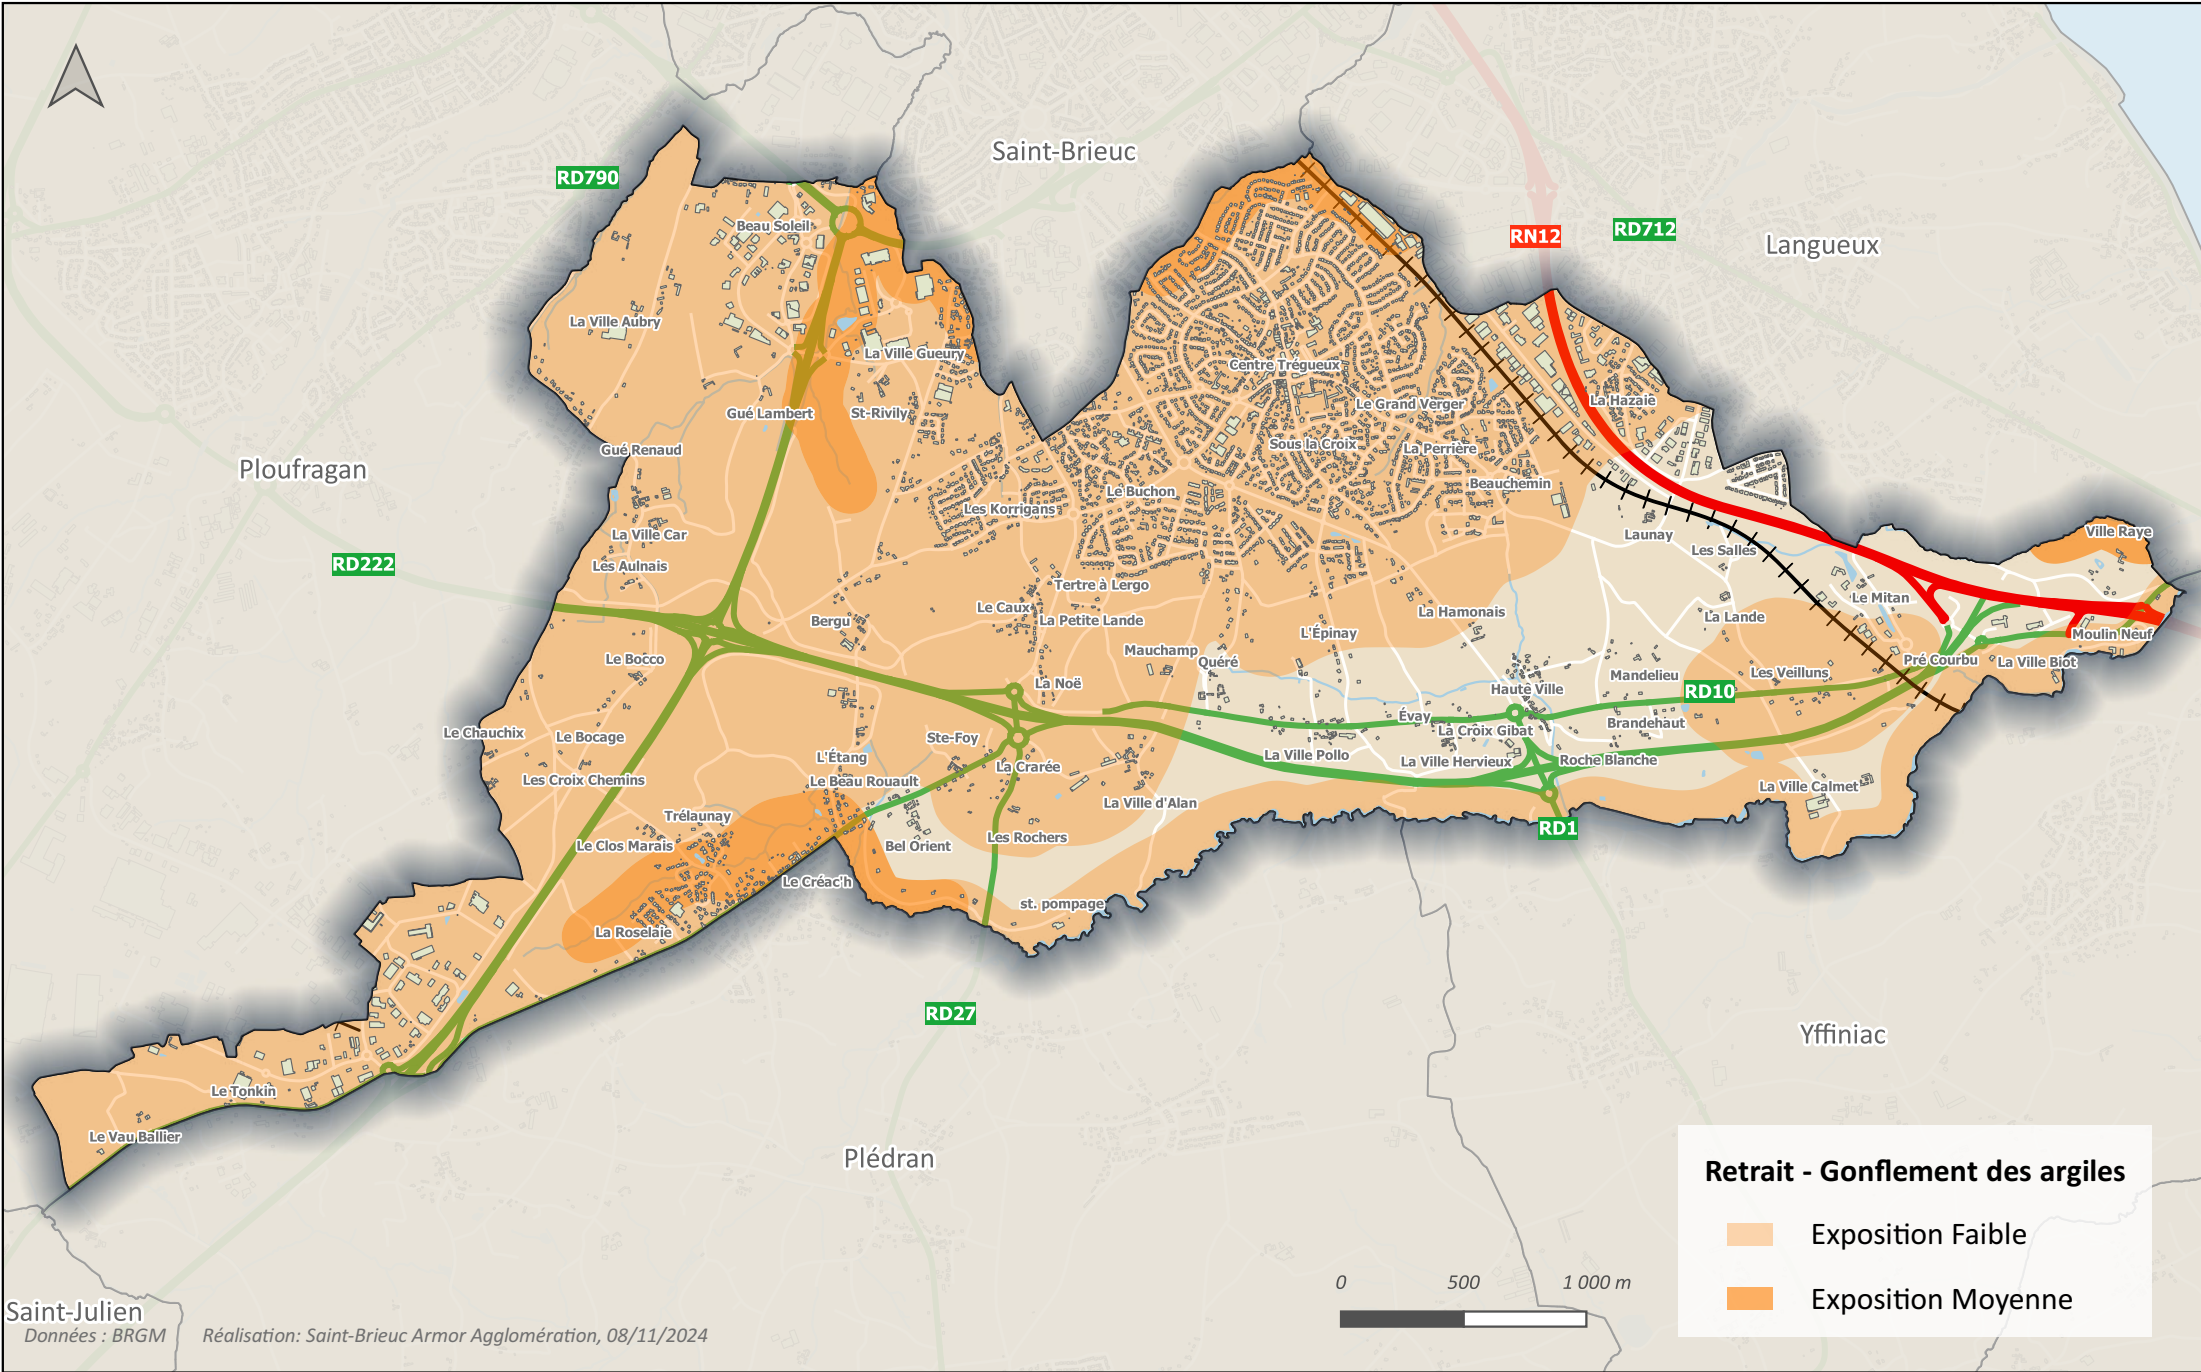 Saint-Brieuc
RD790
RN12
RD712
Langueux
Beau Soleil
La Ville Aubry
La Ville Gueury
Centre Trégueux
Gué Lambert
St-Rivily
Le Grand Verger
La Hazaie
Gué Renaud
Sous la Croix
La Perrière
Ploufragan
Beauchemin
Le Buchon
Les Korrigans
La Ville Car
Launay
Les Salles
Ville Raye
RD222
Les Aulnais
Tertre à Lergo
Le Caux
La Petite Lande
Bergu
La Hamonais
Le Mitan
La Lande
L'Épinay
Moulin Neuf
Mauchamp
Quéré
Le Bocco
Pré Courbu
La Ville Biot
La Noë
Mandelieu
Les Veilluns
Haute Ville
RD10
Évay
La Croix Gibat
Brandehaut
Le Chauchix
Le Bocage
Ste-Foy
L'Étang
La Crarée
La Ville Pollo
La Ville Hervieux
Roche Blanche
Les Croix Chemins
Le Beau Rouault
La Ville d'Alan
La Ville Calmet
Trélaunay
RD1
Le Clos Marais
Bel Orient
Les Rochers
Le Créac'h
st. pompage
La Roselaie
RD27
Yffiniac
Le Tonkin
Le Vau Ballier
Plédran
Retrait - Gonflement des argiles
Exposition Faible
Exposition Moyenne
0 500 1 000 m
Saint-Julien
Données : BRGM Réalisation: Saint-Brieuc Armor Agglomération, 08/11/2024